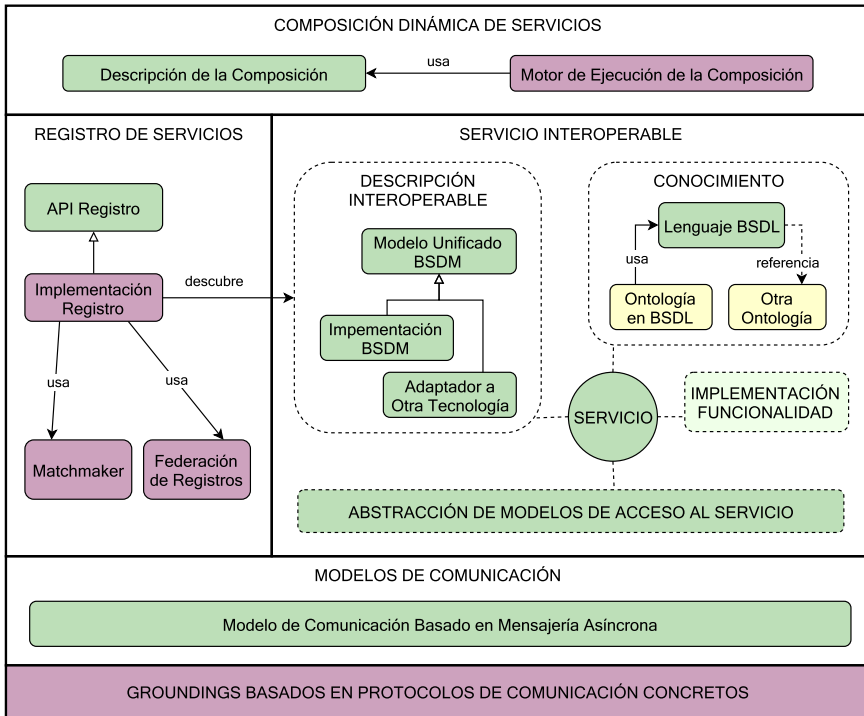 COMPOSICIÓN DINÁMICA DE SERVICIOS
Descripción de la Composición
usa
Motor de Ejecución de la Composición
REGISTRO DE SERVICIOS
API Registro
Implementación
Registro
descubre
usa
usa
Matchmaker
Federación
de Registros
SERVICIO INTEROPERABLE
DESCRIPCIÓN
INTEROPERABLE
Modelo Unificado
BSDM
Impementación
BSDM
Adaptador a
Otra Tecnología
CONOCIMIENTO
Lenguaje BSDL
usa
referencia
Ontología
en BSDL
Otra
Ontología
SERVICIO
IMPLEMENTACIÓN
FUNCIONALIDAD
ABSTRACCIÓN DE MODELOS DE ACCESO AL SERVICIO
MODELOS DE COMUNICACIÓN
Modelo de Comunicación Basado en Mensajería Asíncrona
GROUNDINGS BASADOS EN PROTOCOLOS DE COMUNICACIÓN CONCRETOS